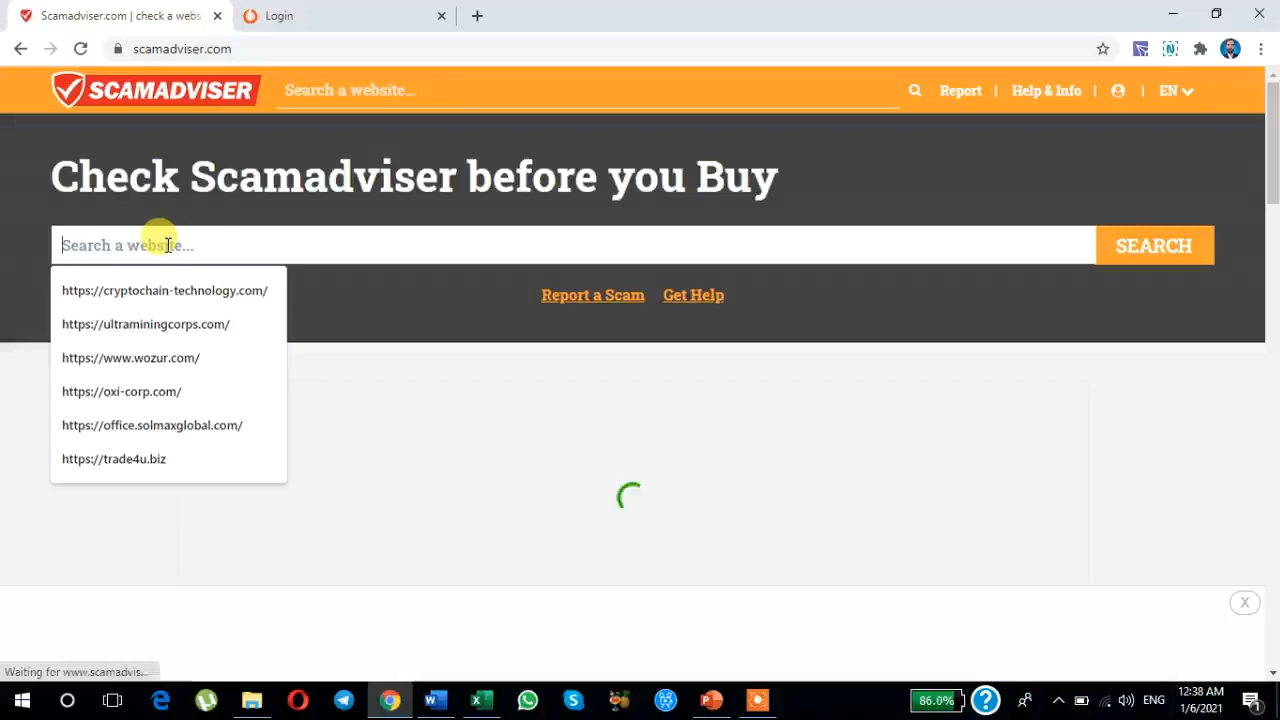 Scamadviser.com | check a webs
Login
scamadviser.com
SCAMADVISER
Search a website...
Report | Help & Info | | EN
Check Scamadviser before you Buy
Search a website...
SEARCH
https://cryptochain-technology.com/
https://ultraminingcorps.com/
https://www.wozur.com/
https://oxi-corp.com/
https://office.solmaxglobal.com/
https://trade4u.biz
Report a Scam Get Help
X
Waiting for www.scamadvis...
86.0%
ENG
12:38 AM
1/6/2021